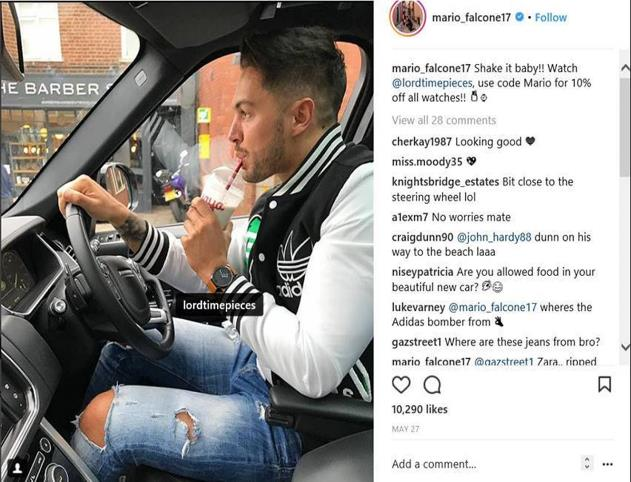 HE BARBER S
adidas
lordtimepieces
mario_falcone17 • Follow
mario_falcone17 Shake it baby!! Watch
@lordtimepieces, use code Mario for 10%
off all watches!!
View all 28 comments
cherkay1987 Looking good
miss.moody35
knightsbridge_estates Bit close to the
steering wheel lol
a1exm7 No worries mate
craigdunn90 @john_hardy88 dunn on his
way to the beach laaa
niseypatricia Are you allowed food in your
beautiful new car?
lukevarney @mario_falcone17 wheres the
Adidas bomber from
gazstreet1 Where are these jeans from bro?
mario_falcone17 @gazstreet1 Zara.. ripped
10,290 likes
MAY 27
Add a comment...